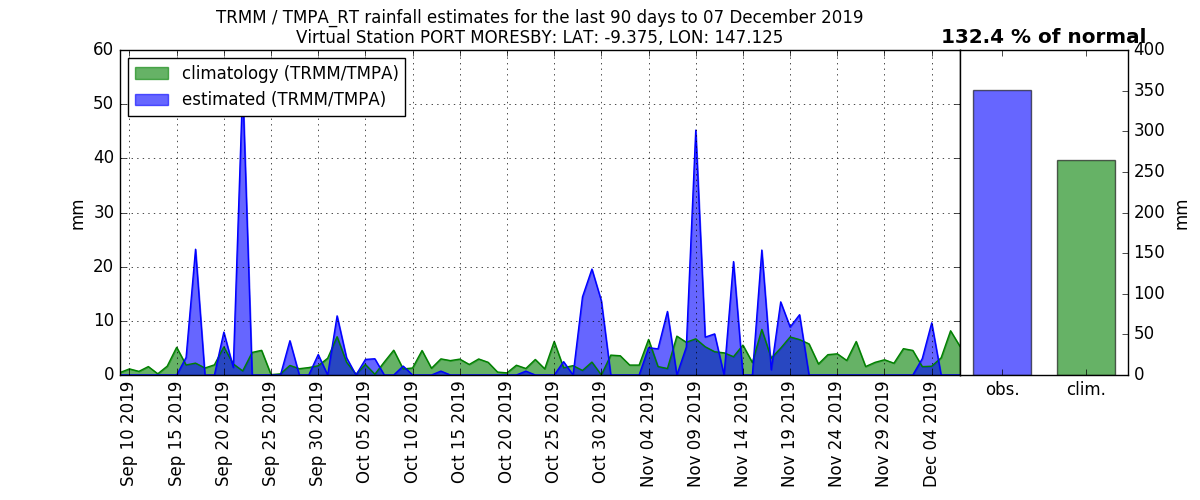 TRMM / TMPA_RT rainfall estimates for the last 90 days to 07 December 2019
Virtual Station PORT MORESBY: LAT: -9.375, LON: 147.125
132.4 % of normal
climatology (TRMM/TMPA)
estimated (TRMM/TMPA)
60
50
40
30
20
10
0
mm
Sep 10 2019
Sep 15 2019
Sep 20 2019
Sep 25 2019
Sep 30 2019
Oct 05 2019
Oct 10 2019
Oct 15 2019
Oct 20 2019
Oct 25 2019
Oct 30 2019
Nov 04 2019
Nov 09 2019
Nov 14 2019
Nov 19 2019
Nov 24 2019
Nov 29 2019
Dec 04 2019
obs.
clim.
400
350
300
250
200
150
100
50
0
mm